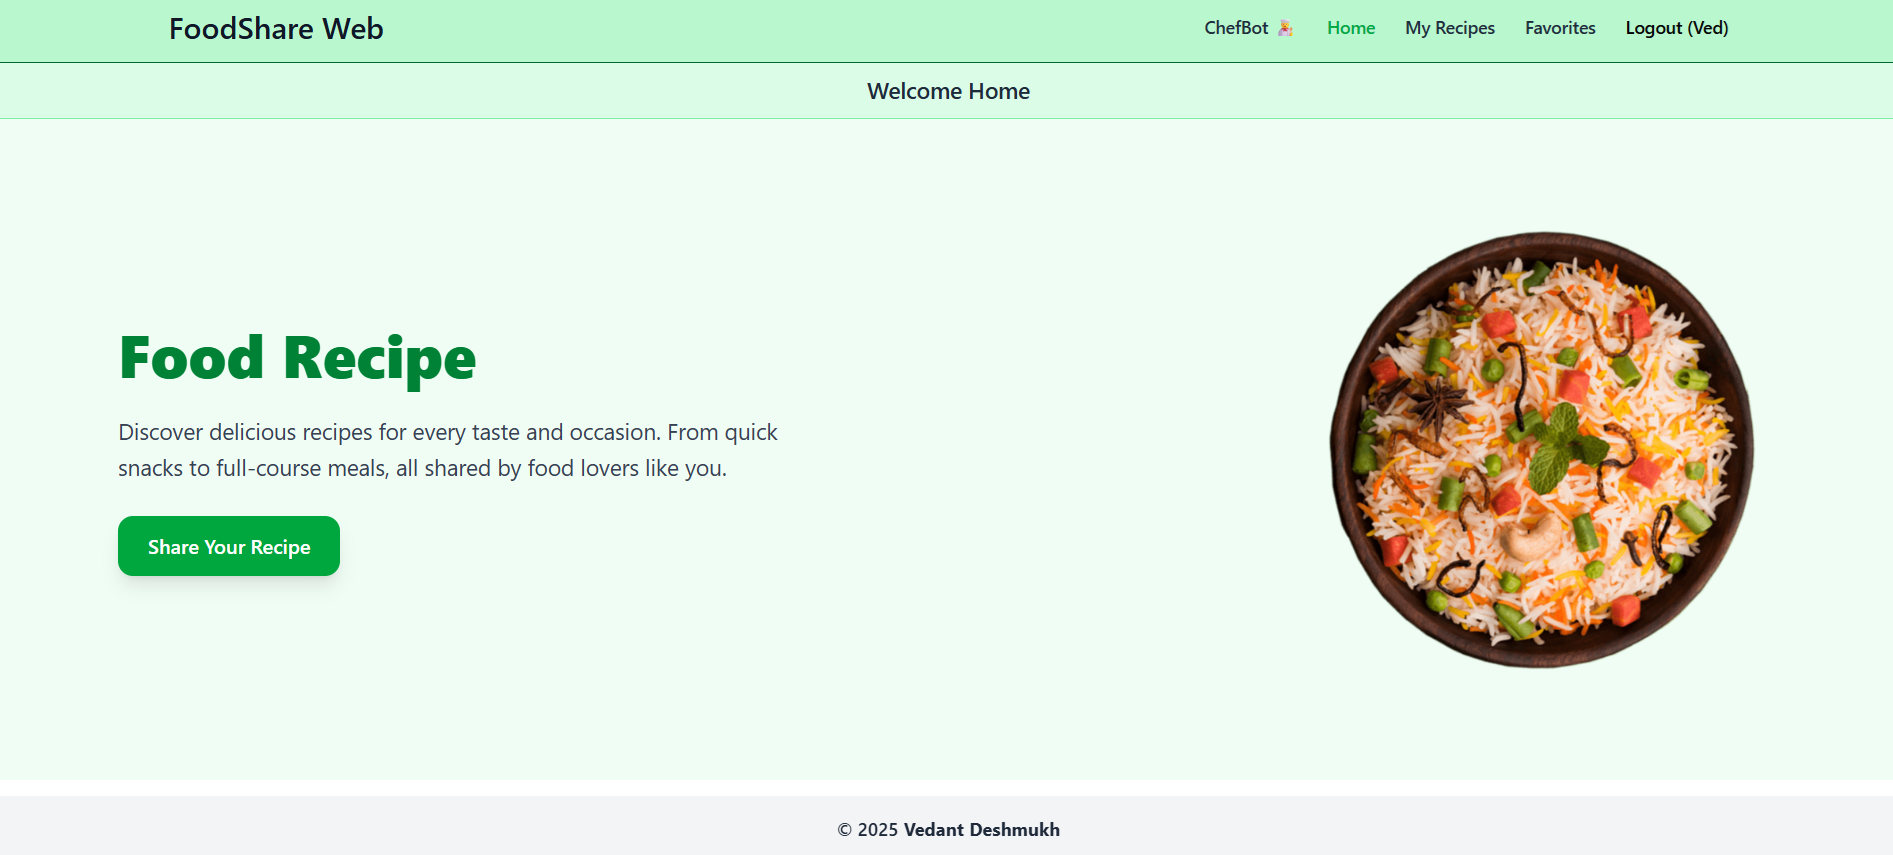 FoodShare Web
ChefBot 🧑‍🍳 Home My Recipes Favorites Logout (Ved)
Welcome Home
Food Recipe
Discover delicious recipes for every taste and occasion. From quick
snacks to full-course meals, all shared by food lovers like you.
Share Your Recipe
© 2025 Vedant Deshmukh